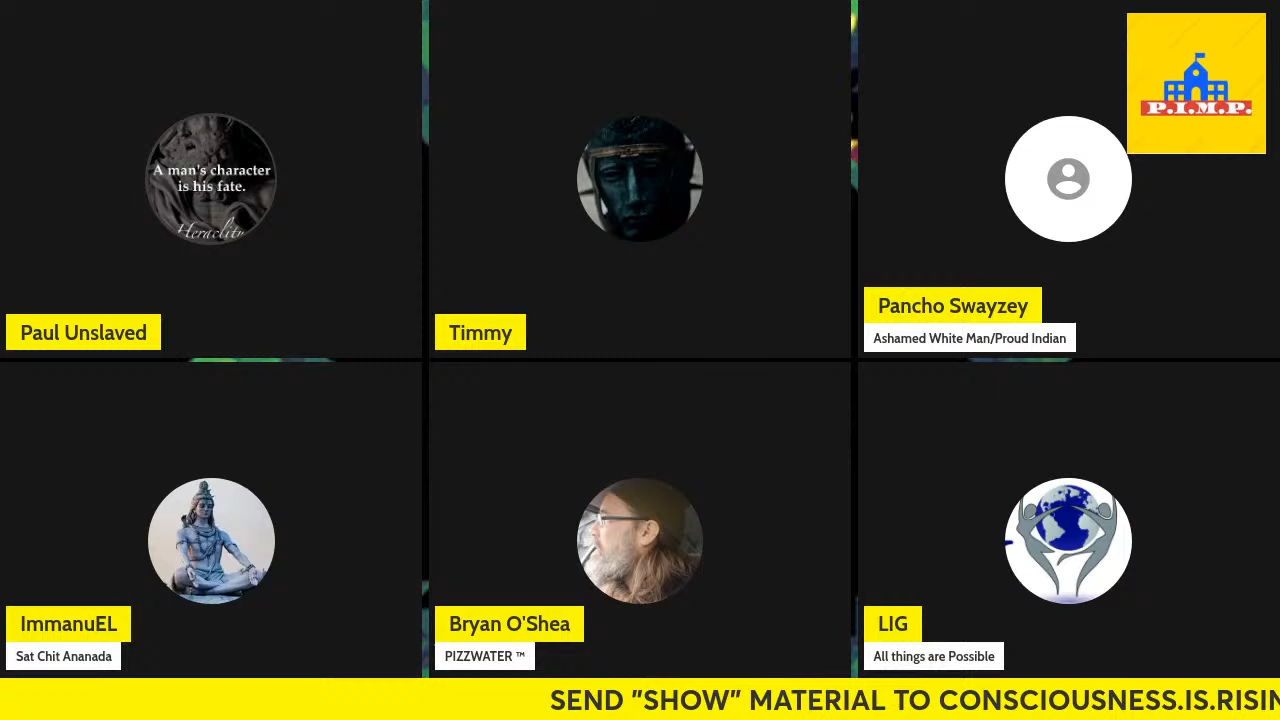 A man's character
is his fate.
Heraclitv
Paul Unslaved
Timmy
P.I.M.P.
Pancho Swayzey
Ashamed White Man/Proud Indian
ImmanuEL
Sat Chit Ananada
Bryan O'Shea
PIZZWATER ™
LIG
All things are Possible
SEND "SHOW" MATERIAL TO CONSCIOUSNESS.IS.RISIN